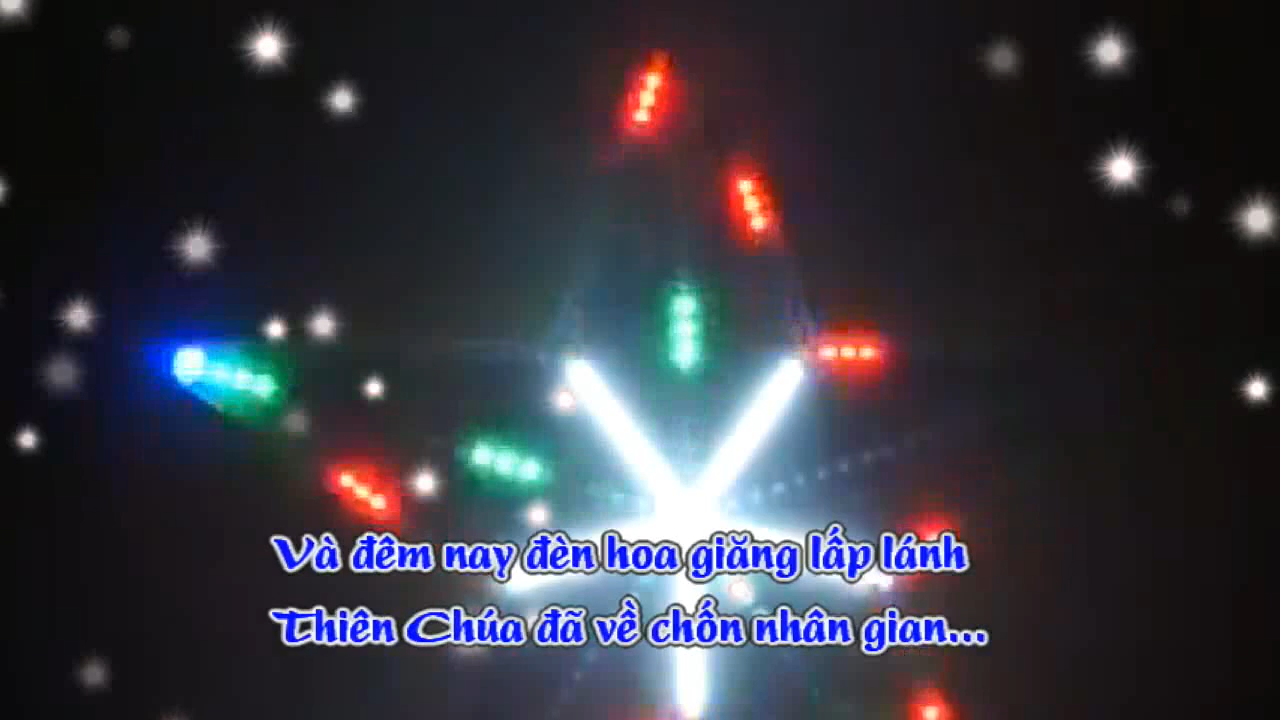 Và đêm nay đèn hoa giăng lấp lánh
Thiên Chúa đã về chốn nhân gian...